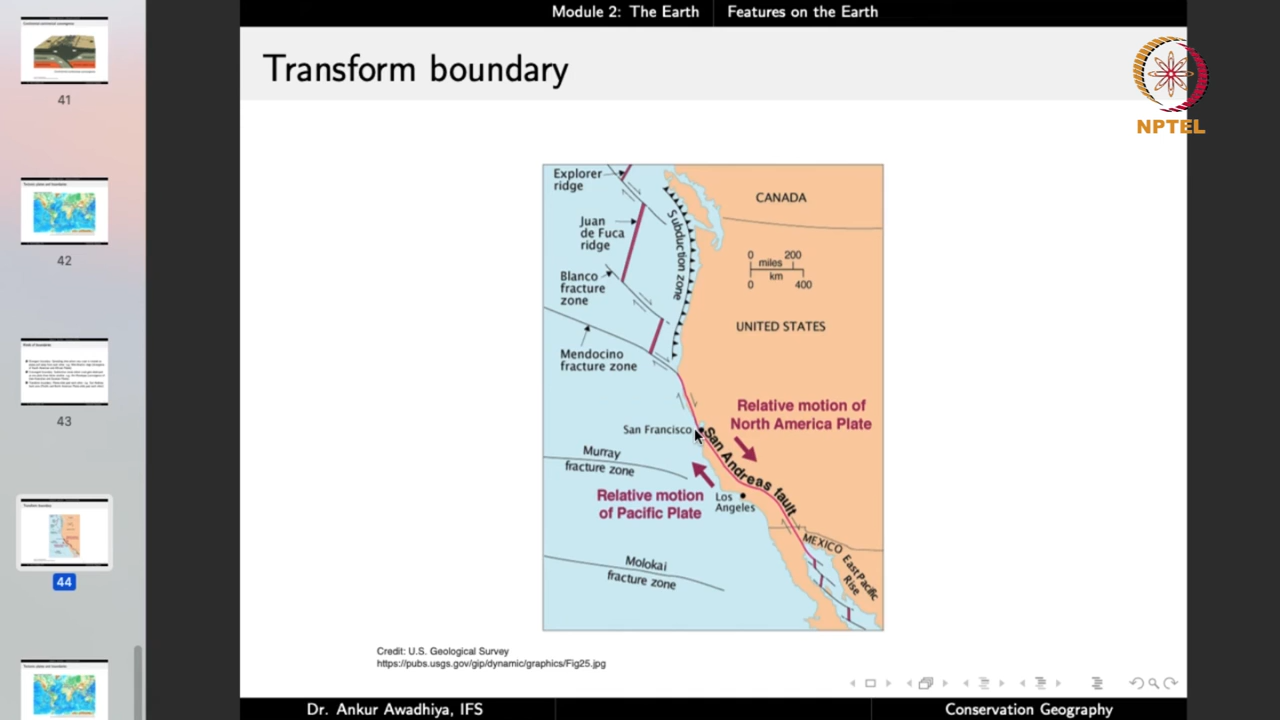 Module 2: The Earth
Features on the Earth
Transform boundary
NPTEL
41
42
43
44
Explorer
ridge
Juan
de Fuca
ridge
Blanco
fracture
zone
Mendocino
fracture zone
Subduction zone
CANADA
0 200
miles
km
0 400
UNITED STATES
Relative motion of
North America Plate
San Francisco
San Andreas fault
Murray
fracture zone
Relative motion
of Pacific Plate
Los
Angeles
MEXICO
East Pacific
Rise
Molokai
fracture zone
Credit: U.S. Geological Survey
https://pubs.usgs.gov/gip/dynamic/graphics/Fig25.jpg
Dr. Ankur Awadhiya, IFS
Conservation Geography